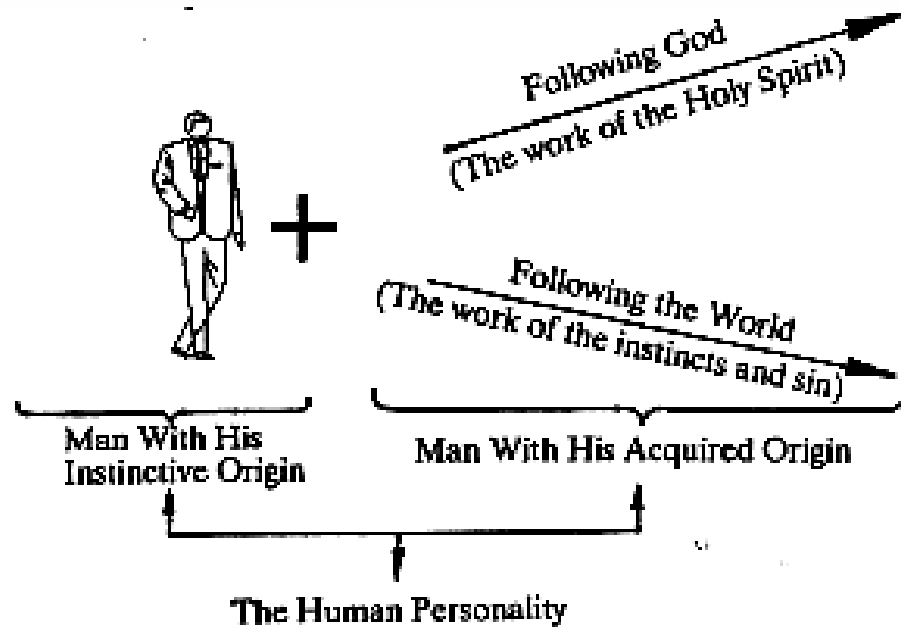 Following God
(The work of the Holy Spirit)
+
Following the World
(The work of the instincts and sin)
Man With His
Instinctive Origin
Man With His Acquired Origin
The Human Personality